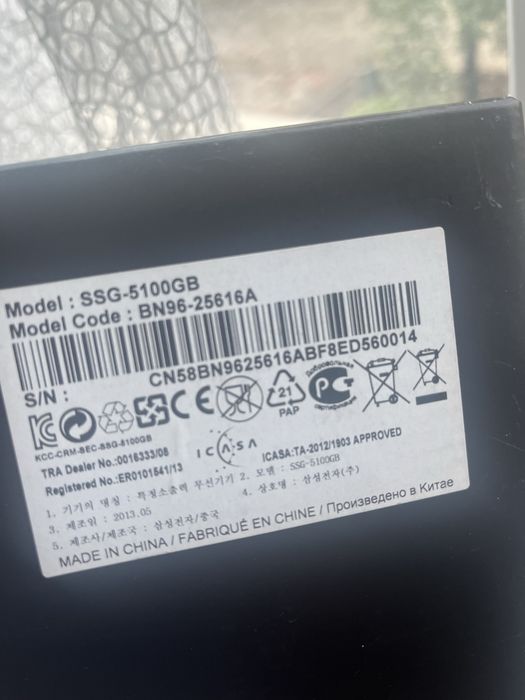 Model : SSG-5100GB
Model Code : BN96-25616A
S/N :
CN58BN9625616ABF8ED560014
KCC-CRM-SEC-SSG-5100GB
CE
21
PAP
Добровольная
сертификация
TRA Dealer No.:0016333/08
Registered No.:ER0101541/13
ICASA
ICASA:TA-2012/1903 APPROVED
1. 기기의 명칭 : 특정소출력 무선기기 2. 모델 : SSG-5100GB
3. 제조일 : 2013.05 4. 상호명 : 삼성전자(주)
5. 제조자/제조국 : 삼성전자/중국
MADE IN CHINA / FABRIQUÉ EN CHINE / Произведено в Китае